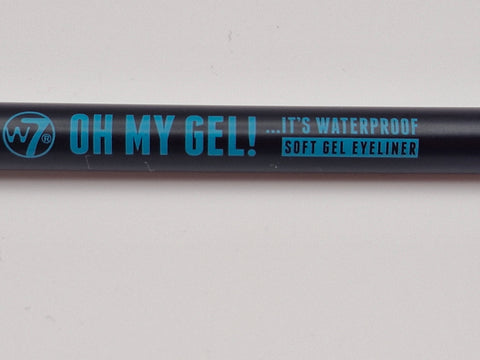 W7®
OH MY GEL!
...IT'S WATERPROOF
SOFT GEL EYELINER